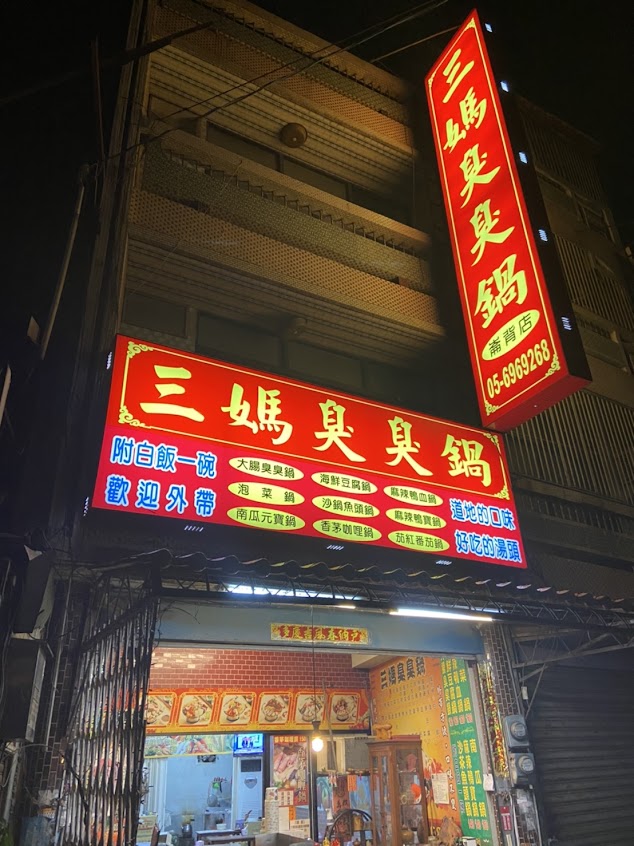 三媽臭臭鍋
崙背店
05-6969268
三媽臭臭鍋
附白飯一碗
歡迎外帶
大腸臭臭鍋
海鮮豆腐鍋
麻辣鴨血鍋
泡菜鍋
沙鍋魚頭鍋
麻辣鴨寶鍋
南瓜元寶鍋
香茅咖哩鍋
茄紅番茄鍋
道地的口味
好吃的湯頭
三媽臭臭鍋